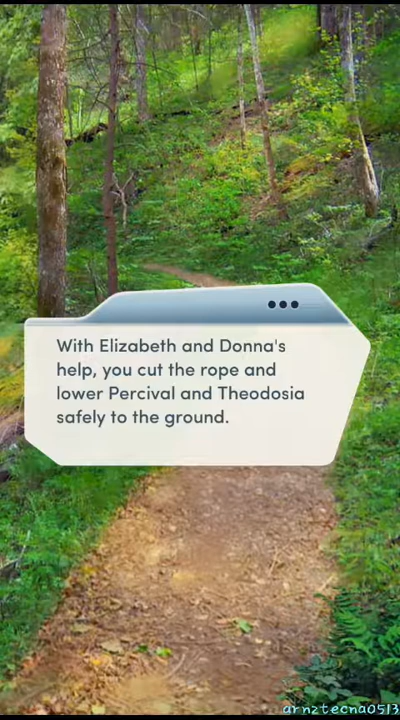 With Elizabeth and Donna's
help, you cut the rope and
lower Percival and Theodosia
safely to the ground.
arnztecna0513